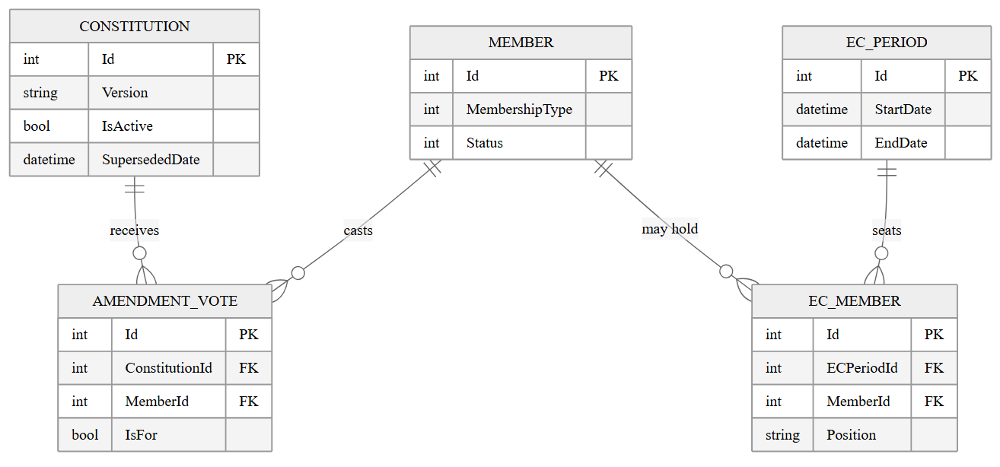 CONSTITUTION
int Id PK
string Version
bool IsActive
datetime SupersededDate
MEMBER
int Id PK
int MembershipType
int Status
EC_PERIOD
int Id PK
datetime StartDate
datetime EndDate
receives
casts
may hold
seats
AMENDMENT_VOTE
int Id PK
int ConstitutionId FK
int MemberId FK
bool IsFor
EC_MEMBER
int Id PK
int ECPeriodId FK
int MemberId FK
string Position